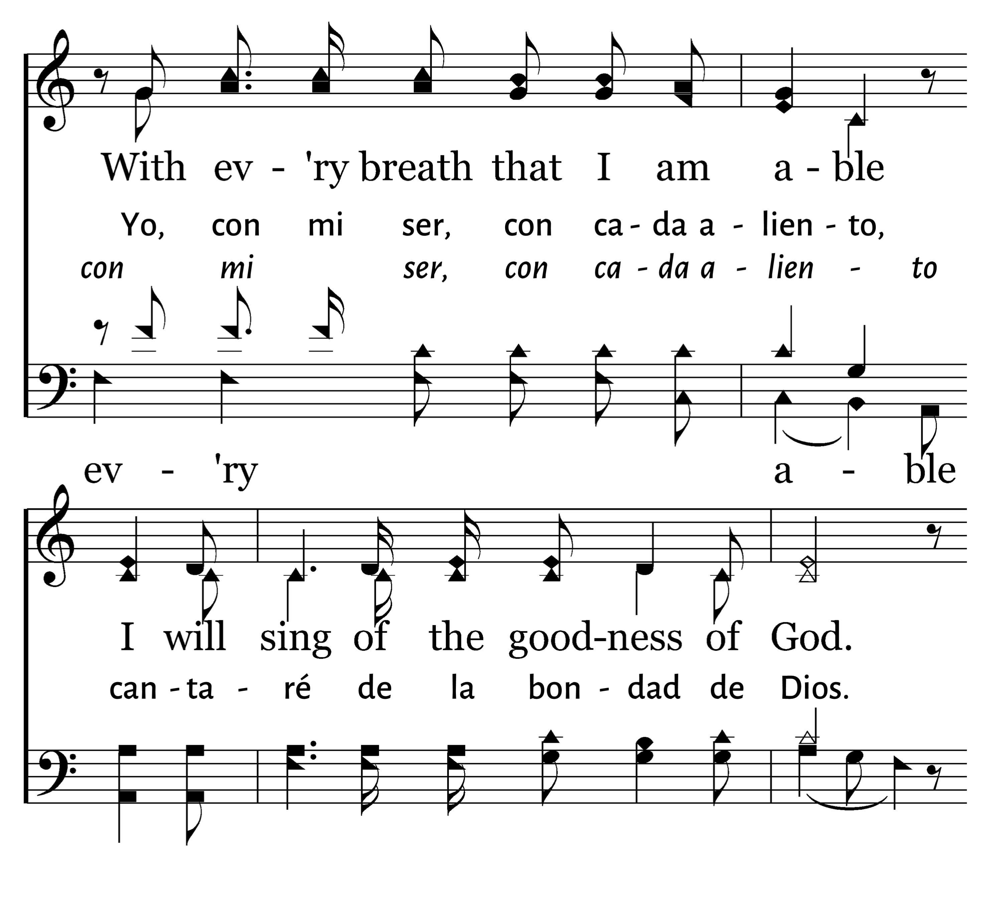 With ev - 'ry breath that I am a - ble
Yo, con mi ser, con ca - da a - lien - to,
con mi ser, con ca - da a - lien - to
ev - 'ry a - ble
I will sing of the good-ness of God.
can - ta - ré de la bon - dad de Dios.